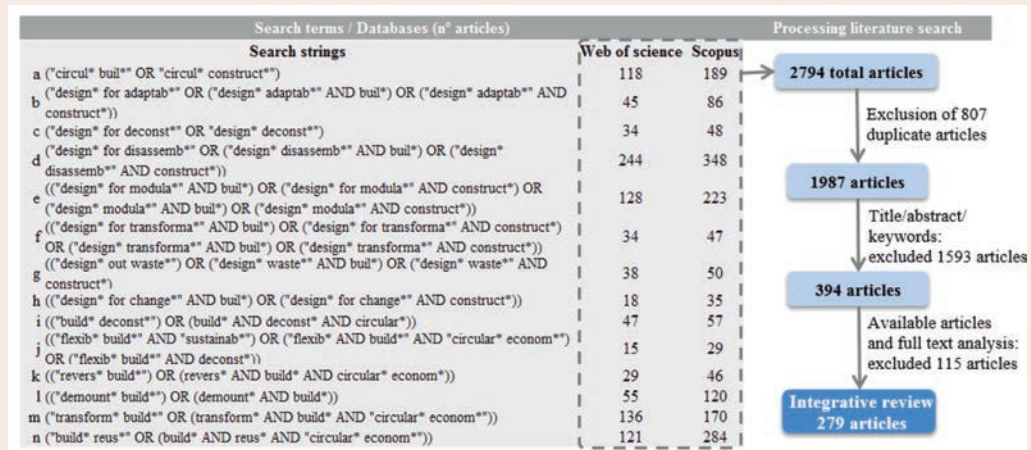 Search terms / Databases (nº articles)
Processing literature search
Search strings
Web of science
Scopus
a ("circul* buil*" OR "circul* construct*")
118
189
b ("design* for adaptab*" OR ("design* adaptab*" AND buil*) OR ("design* adaptab*" AND
construct*))
45
86
c ("design* for deconst*" OR "design* deconst*")
34
48
d ("design* for disassemb*" OR ("design* disassemb*" AND buil*) OR ("design*
disassemb*" AND construct*))
244
348
e (("design* for modula*" AND buil*) OR ("design* for modula*" AND construct*) OR
("design* modula*" AND buil*) OR ("design* modula*" AND construct*))
128
223
f (("design* for transforma*" AND buil*) OR ("design* for transforma*" AND construct*)
OR ("design* transforma*" AND buil*) OR ("design* transforma*" AND construct*))
34
47
g (("design* out waste*") OR ("design* waste*" AND buil*) OR ("design* waste*" AND
construct*)
38
50
h (("design* for change*" AND buil*) OR ("design* for change*" AND construct*))
18
35
i (("build* deconst*") OR (build* AND deconst* AND circular*))
47
57
j (("flexib* build*" AND "sustainab*") OR ("flexib* AND build*" AND "circular* econom*")
OR ("flexib* build*" AND deconst*))
15
29
k (("revers* build*") OR (revers* AND build* AND circular* econom*))
29
46
l (("demount* build*") OR (demount* AND build*))
55
120
m ("transform* build*" OR (transform* AND build* AND "circular* econom*"))
136
170
n ("build* reus*" OR (build* AND reus* AND "circular* econom*"))
121
284
2794 total articles
Exclusion of 807
duplicate articles
1987 articles
Title/abstract/
keywords:
excluded 1593 articles
394 articles
Available articles
and full text analysis:
excluded 115 articles
Integrative review
279 articles